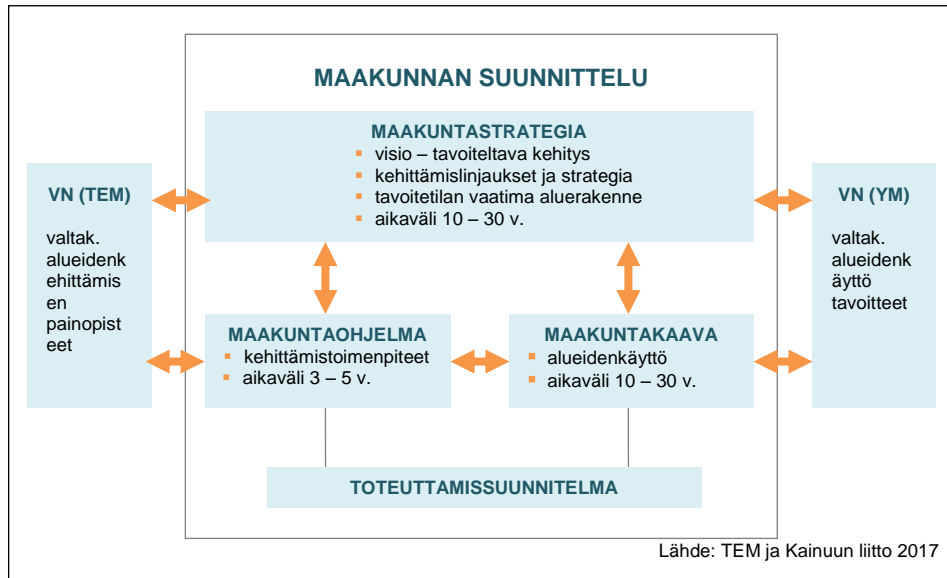 MAAKUNNAN SUUNNITTELU
MAAKUNTASTRATEGIA
▪ visio – tavoiteltava kehitys
▪ kehittämislinjaukset ja strategia
▪ tavoitetilan vaatima aluerakenne
▪ aikaväli 10 – 30 v.
VN (TEM)
valtak.
alueidenk
ehittämis
en
painopist
eet
VN (YM)
valtak.
alueidenk
äyttö
tavoitteet
MAAKUNTAOHJELMA
▪ kehittämistoimenpiteet
▪ aikaväli 3 – 5 v.
MAAKUNTAKAAVA
▪ alueidenkäyttö
▪ aikaväli 10 – 30 v.
TOTEUTTAMISSUUNNITELMA
Lähde: TEM ja Kainuun liitto 2017